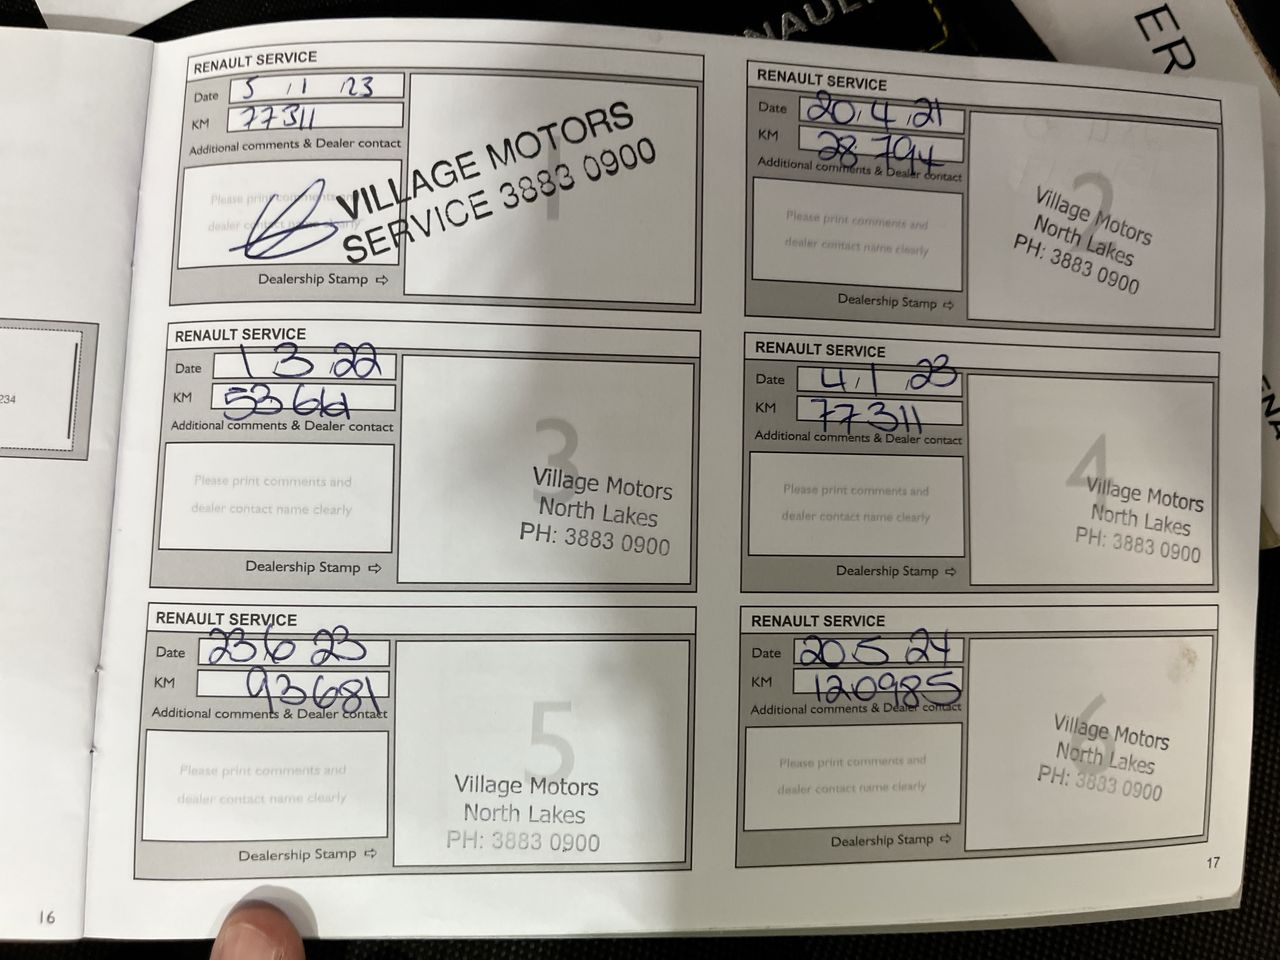 RENAULT
ER
RENAULT SERVICE
Date 5 / 1 / 23
KM 77311
Additional comments & Dealer contact
Please print comments and
dealer contact name clearly
Dealership Stamp ⇨
1
VILLAGE MOTORS
SERVICE 3883 0900
RENAULT SERVICE
Date 20.4.21
KM 28.794
Additional comments & Dealer contact
Please print comments and
dealer contact name clearly
Dealership Stamp ⇨
2
Village Motors
North Lakes
PH: 3883 0900
RENAULT SERVICE
Date 1.3.22
KM
Additional comments & Dealer contact
Please print comments and
dealer contact name clearly
Dealership Stamp ⇨
3
Village Motors
North Lakes
PH: 3883 0900
RENAULT SERVICE
Date 4.1.23
KM 77311
Additional comments & Dealer contact
Please print comments and
dealer contact name clearly
Dealership Stamp ⇨
4
Village Motors
North Lakes
PH: 3883 0900
RENAULT SERVICE
Date 23 6 23
KM 93681
Additional comments & Dealer contact
Please print comments and
dealer contact name clearly
Dealership Stamp ⇨
5
Village Motors
North Lakes
PH: 3883 0900
RENAULT SERVICE
Date 20 5 24
KM 120985
Additional comments & Dealer contact
Please print comments and
dealer contact name clearly
Dealership Stamp ⇨
6
Village Motors
North Lakes
PH: 3883 0900
234
16
17